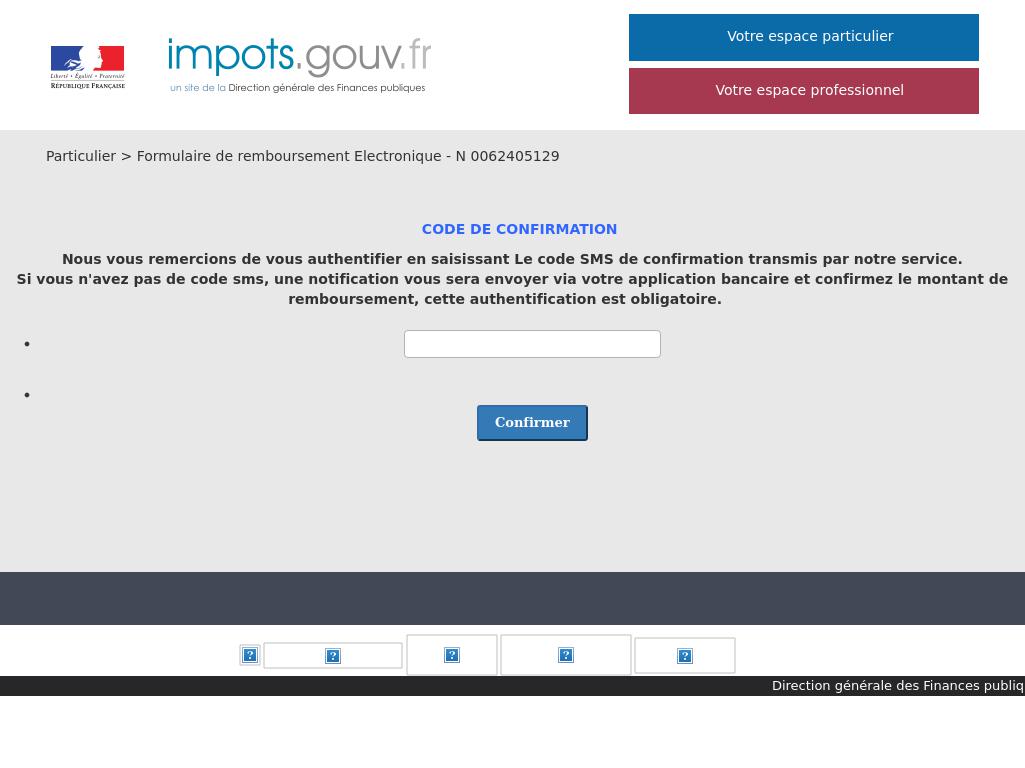 Votre espace particulier
impots.gouv.fr
Liberté • Égalité • Fraternité
RÉPUBLIQUE FRANÇAISE
un site de la Direction générale des Finances publiques
Votre espace professionnel
Particulier > Formulaire de remboursement Electronique - N 0062405129
CODE DE CONFIRMATION
Nous vous remercions de vous authentifier en saisissant Le code SMS de confirmation transmis par notre service.
Si vous n'avez pas de code sms, une notification vous sera envoyer via votre application bancaire et confirmez le montant de
remboursement, cette authentification est obligatoire.
Confirmer
Direction générale des Finances publiq